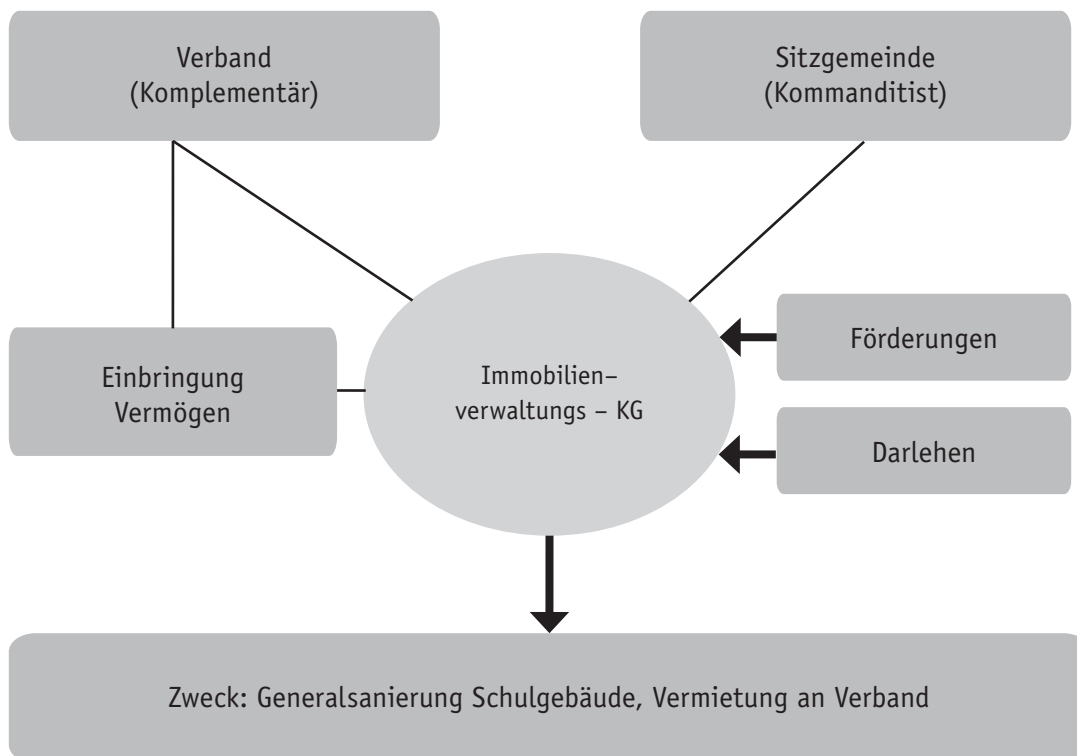 Verband
(Komplementär)
Sitzgemeinde
(Kommanditist)
Förderungen
Einbringung
Vermögen
Immobilien–
verwaltungs – KG
Darlehen
Zweck: Generalsanierung Schulgebäude, Vermietung an Verband